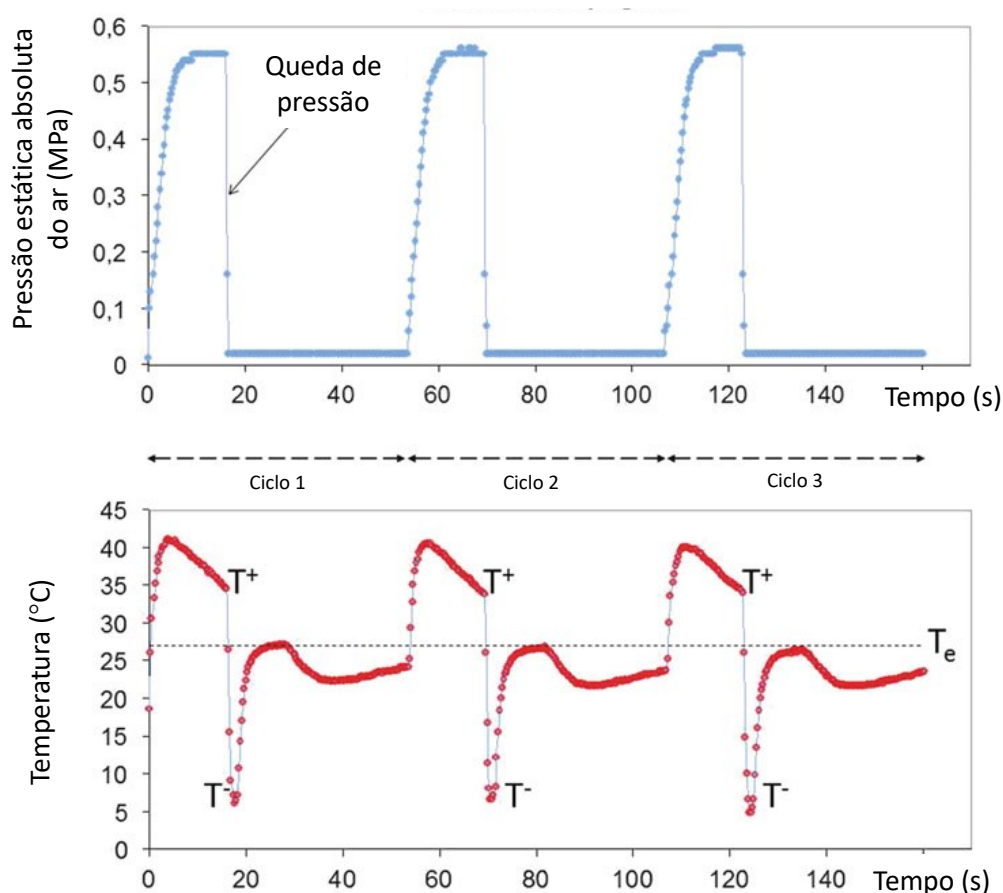 Pressão estática absoluta
do ar (MPa)
0,6
0,5
0,4
0,3
0,2
0,1
0
Queda de
pressão
0
20
40
60
80
100
120
140
Tempo (s)
Ciclo 1
Ciclo 2
Ciclo 3
Temperatura (°C)
45
40
35
30
25
20
15
10
5
0
T+
T+
T+
Te
T-
T-
T-
0
20
40
60
80
100
120
140
Tempo (s)